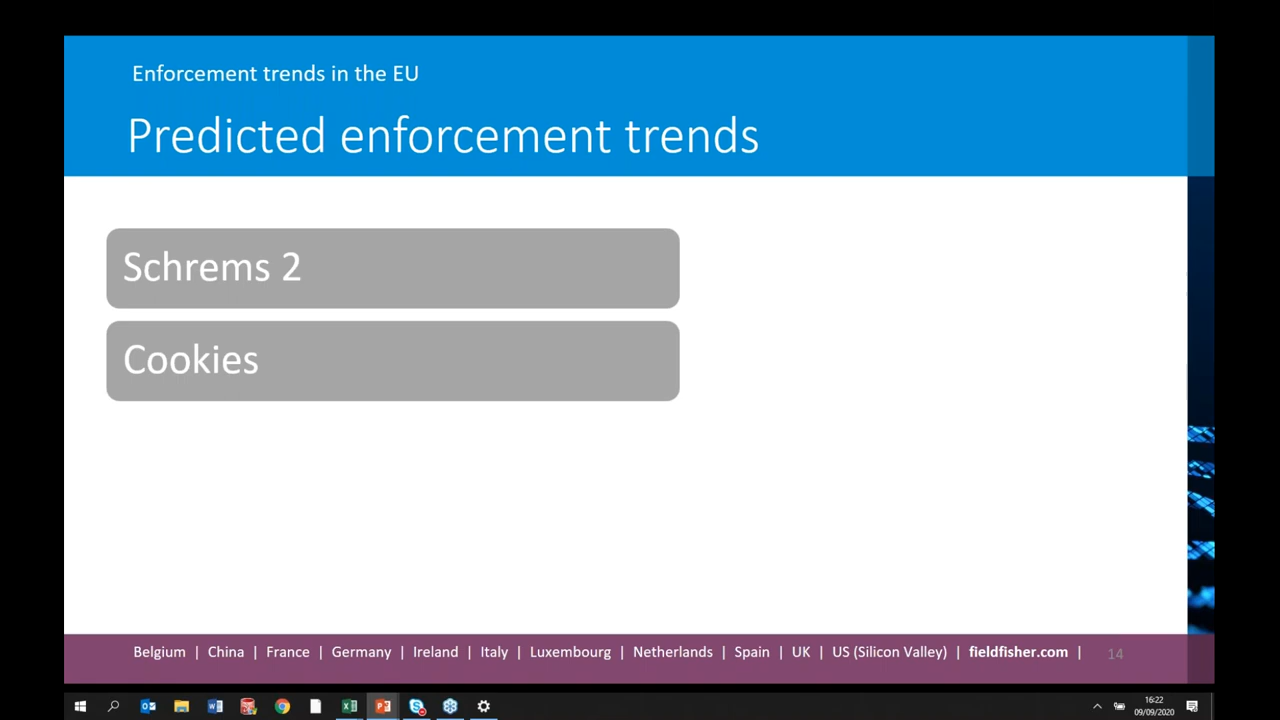 Enforcement trends in the EU
Predicted enforcement trends
Schrems 2
Cookies
Belgium | China | France | Germany | Ireland | Italy | Luxembourg | Netherlands | Spain | UK | US (Silicon Valley) | fieldfisher.com | 14
16:22
09/09/2020